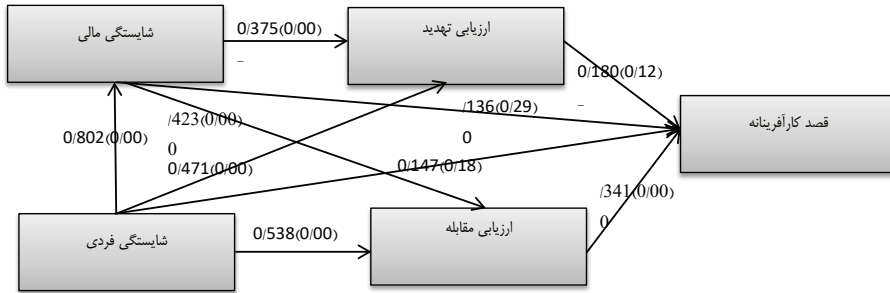 شایستگی مالی
0/375(0/00)
–
ارزیابی تهدید
0/180(0/12)
–
/136(0/29)
0
قصد کارآفرینانه
0/802(0/00)
/423(0/00)
0
0/471(0/00)
0/147(0/18)
/341(0/00)
0
شایستگی فردی
0/538(0/00)
ارزیابی مقابله